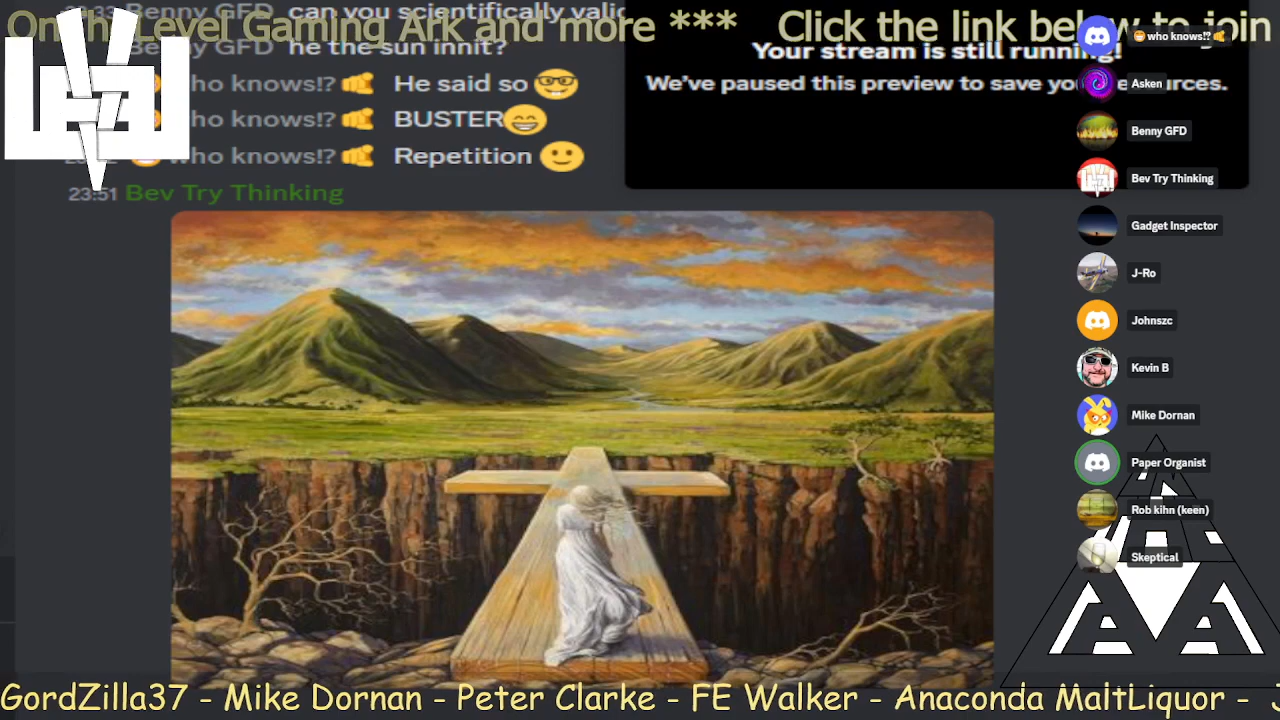 On The Level Gaming Ark and more *** Click the link below to join
Benny GFD can you scientifically valid
Benny GFD he the sun innit?
who knows!? He said so
who knows!? BUSTER
who knows!? Repetition
23:51 Bev Try Thinking
Your stream is still running!
We've paused this preview to save your resources.
who knows!?
Asken
Benny GFD
Bev Try Thinking
Gadget Inspector
J-Ro
Johnszc
Kevin B
Mike Dornan
Paper Organist
Rob kihn (keen)
Skeptical
GordZilla37 - Mike Dornan - Peter Clarke - FE Walker - Anaconda MaltLiquor -